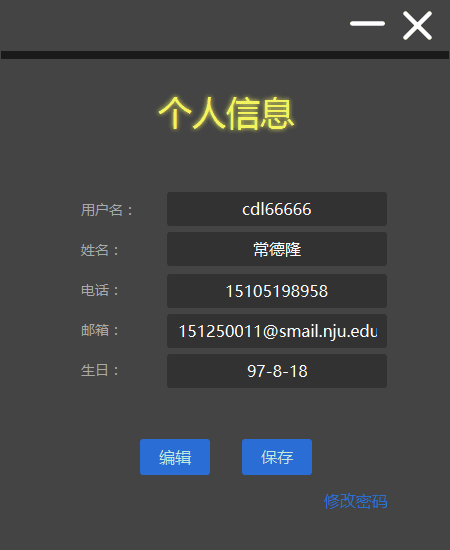 个人信息
用户名： cdl66666
姓名： 常德隆
电话： 15105198958
邮箱： 151250011@smail.nju.edu
生日： 97-8-18
编辑 保存
修改密码